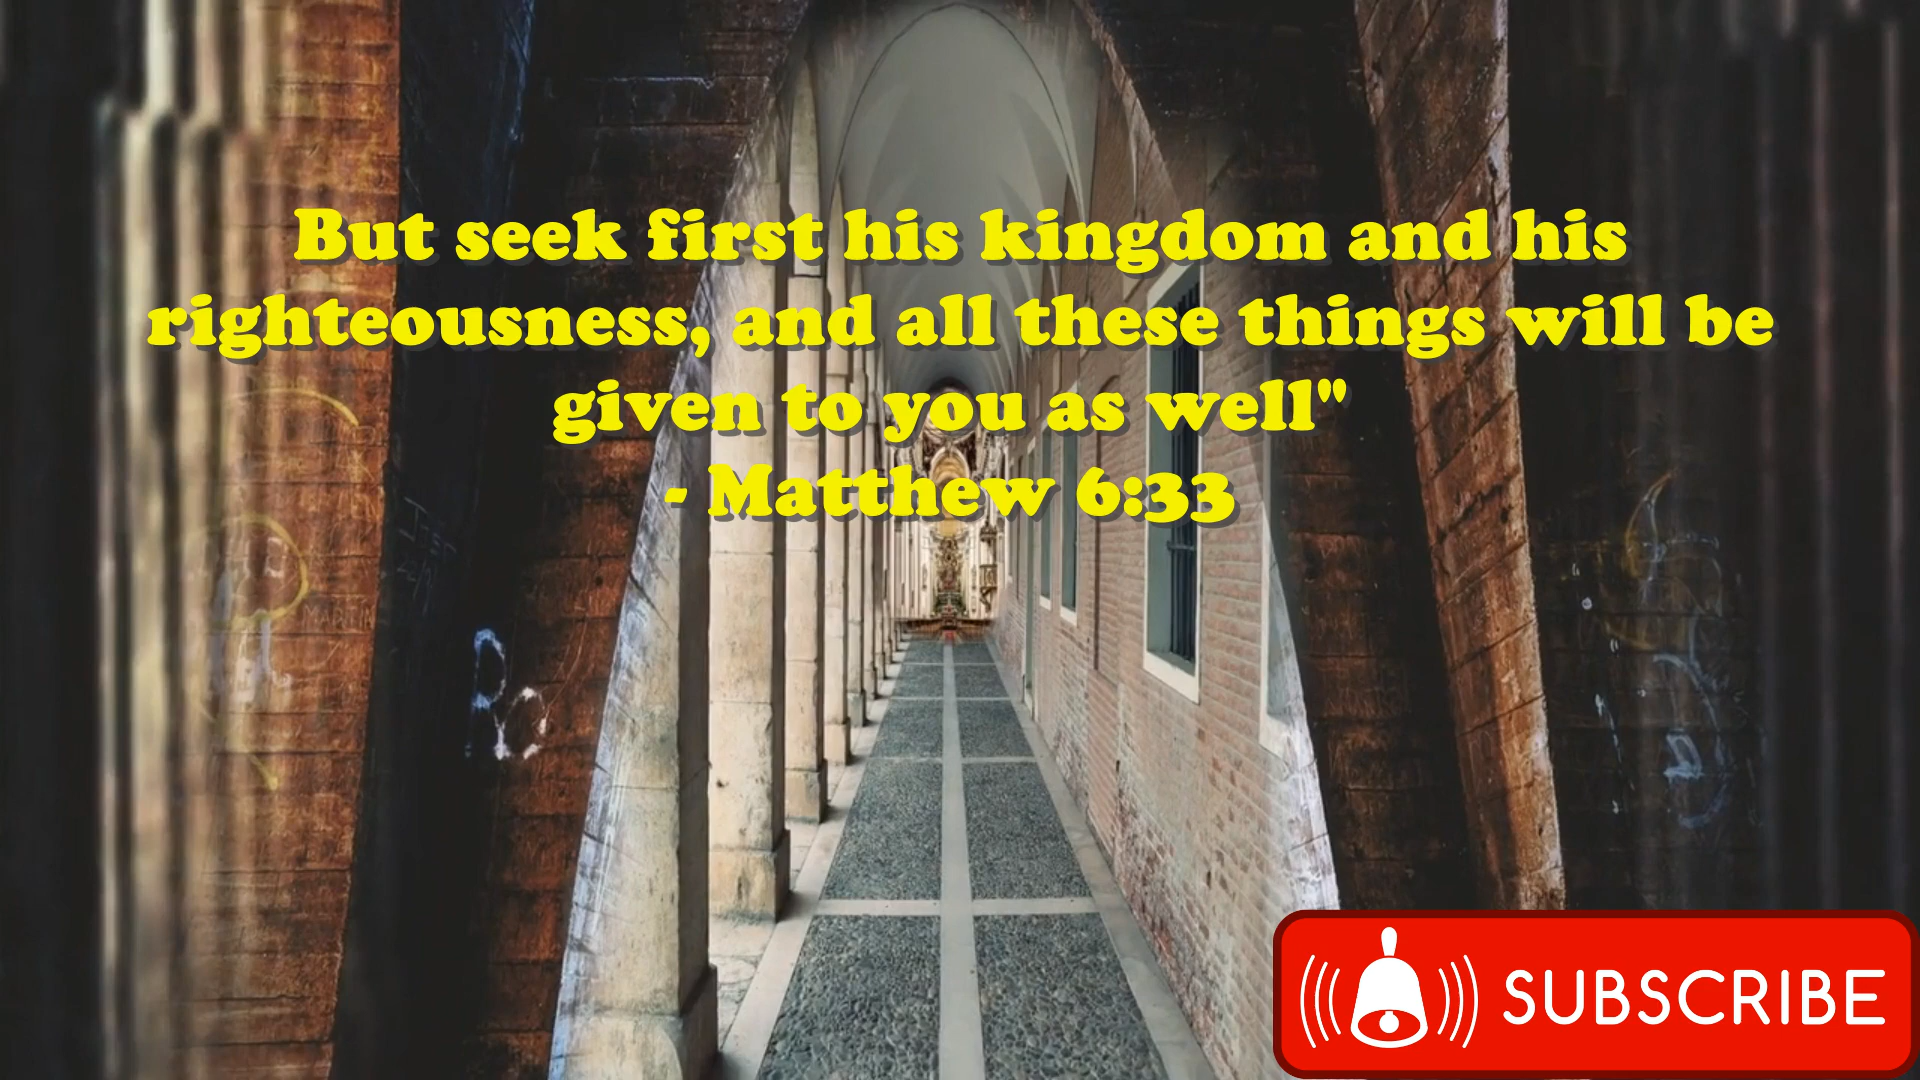 But seek first his kingdom and his
righteousness, and all these things will be
given to you as well"
- Matthew 6:33
SUBSCRIBE